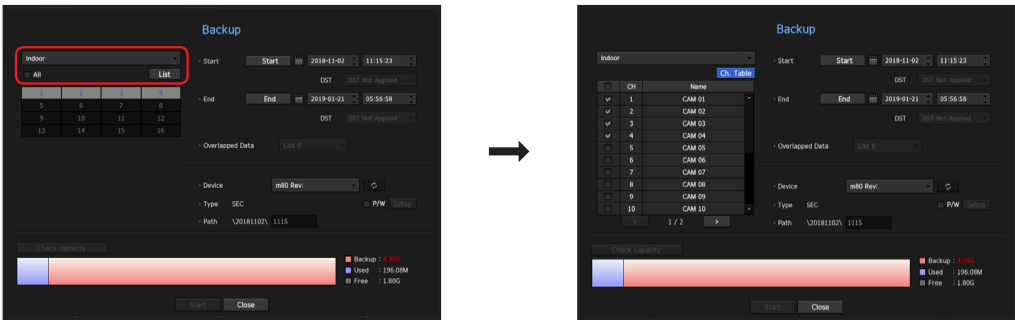 Backup
Indoor
All List
1 2 3 4
5 6 7 8
9 10 11 12
13 14 15 16
· Start Start 2018-11-02 11:15:23
DST DST Not Applied
· End End 2019-01-21 05:56:58
DST DST Not Applied
· Overlapped Data List 0
· Device m80 Rev:
· Type SEC P/W Setup
· Path \20181102\ 1115
Check capacity
Backup : 4.35G
Used : 196.08M
Free : 1.80G
Start Close
Backup
Indoor
Ch. Table
CH Name
1 CAM 01
2 CAM 02
3 CAM 03
4 CAM 04
5 CAM 05
6 CAM 06
7 CAM 07
8 CAM 08
9 CAM 09
10 CAM 10
< 1 / 2 >
· Start Start 2018-11-02 11:15:23
DST DST Not Applied
· End End 2019-01-21 05:56:58
DST DST Not Applied
· Overlapped Data List 0
· Device m80 Rev:
· Type SEC P/W Setup
· Path \20181102\ 1115
Check capacity
Backup : 4.35G
Used : 196.08M
Free : 1.80G
Start Close